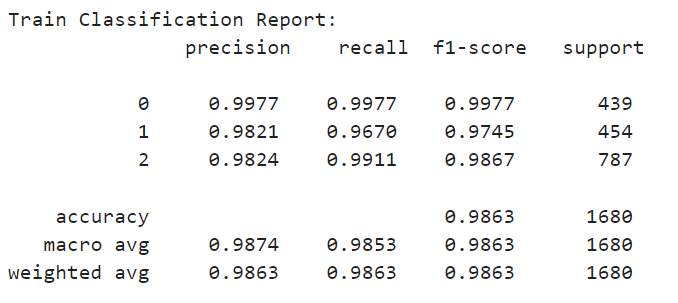 Train Classification Report:
precision recall f1-score support
0 0.9977 0.9977 0.9977 439
1 0.9821 0.9670 0.9745 454
2 0.9824 0.9911 0.9867 787
accuracy 0.9863 1680
macro avg 0.9874 0.9853 0.9863 1680
weighted avg 0.9863 0.9863 0.9863 1680